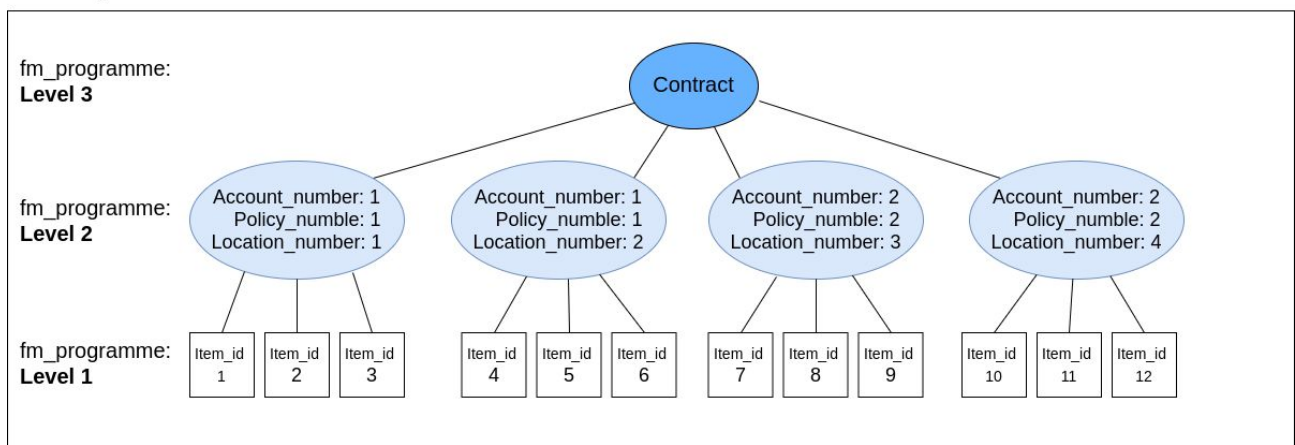 fm_programme:
Level 3
Contract
fm_programme:
Level 2
Account_number: 1
Policy_numble: 1
Location_number: 1
Account_number: 1
Policy_numble: 1
Location_number: 2
Account_number: 2
Policy_numble: 2
Location_number: 3
Account_number: 2
Policy_numble: 2
Location_number: 4
fm_programme:
Level 1
Item_id
1
Item_id
2
Item_id
3
Item_id
4
Item_id
5
Item_id
6
Item_id
7
Item_id
8
Item_id
9
Item_id
10
Item_id
11
Item_id
12